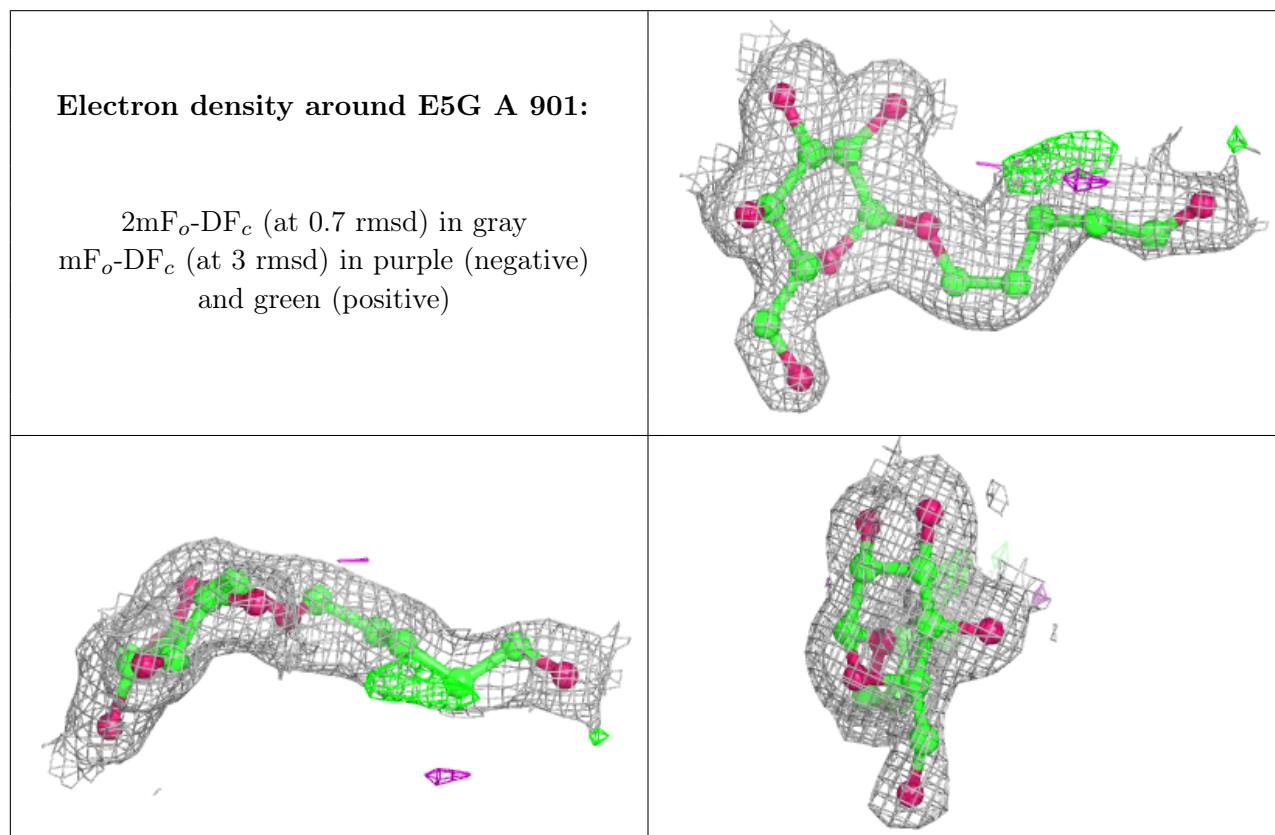 Electron density around E5G A 901:
2mFo-DFc (at 0.7 rmsd) in gray
mFo-DFc (at 3 rmsd) in purple (negative)
and green (positive)